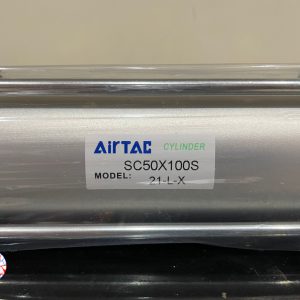 AirTAC CYLINDER
SC50X100S
MODEL:
21-L-X